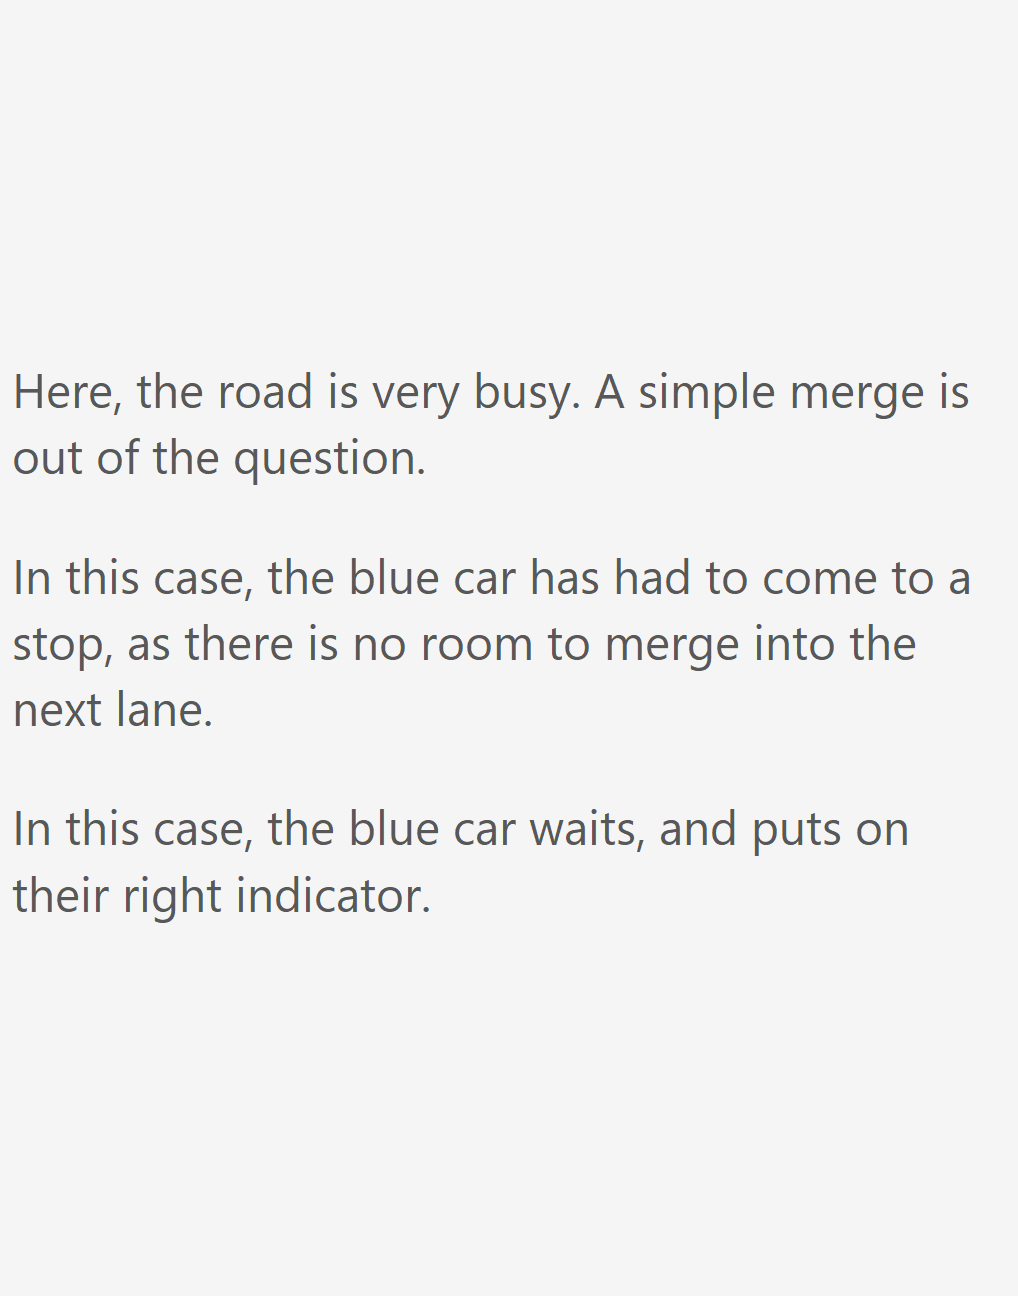 Here, the road is very busy. A simple merge is
out of the question.
In this case, the blue car has had to come to a
stop, as there is no room to merge into the
next lane.
In this case, the blue car waits, and puts on
their right indicator.